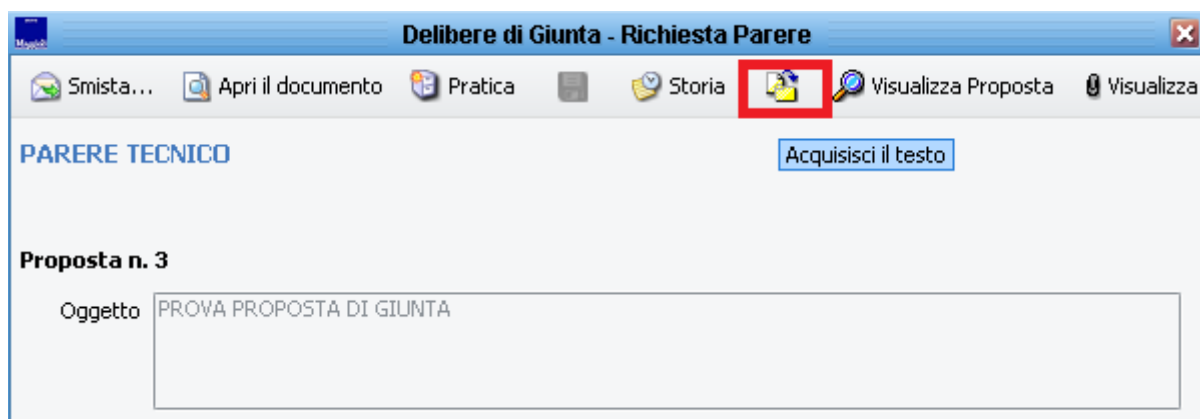 Maggioli
Delibere di Giunta - Richiesta Parere
Smista... Apri il documento Pratica Storia Visualizza Proposta Visualizza
PARERE TECNICO
Acquisisci il testo
Proposta n. 3
Oggetto PROVA PROPOSTA DI GIUNTA